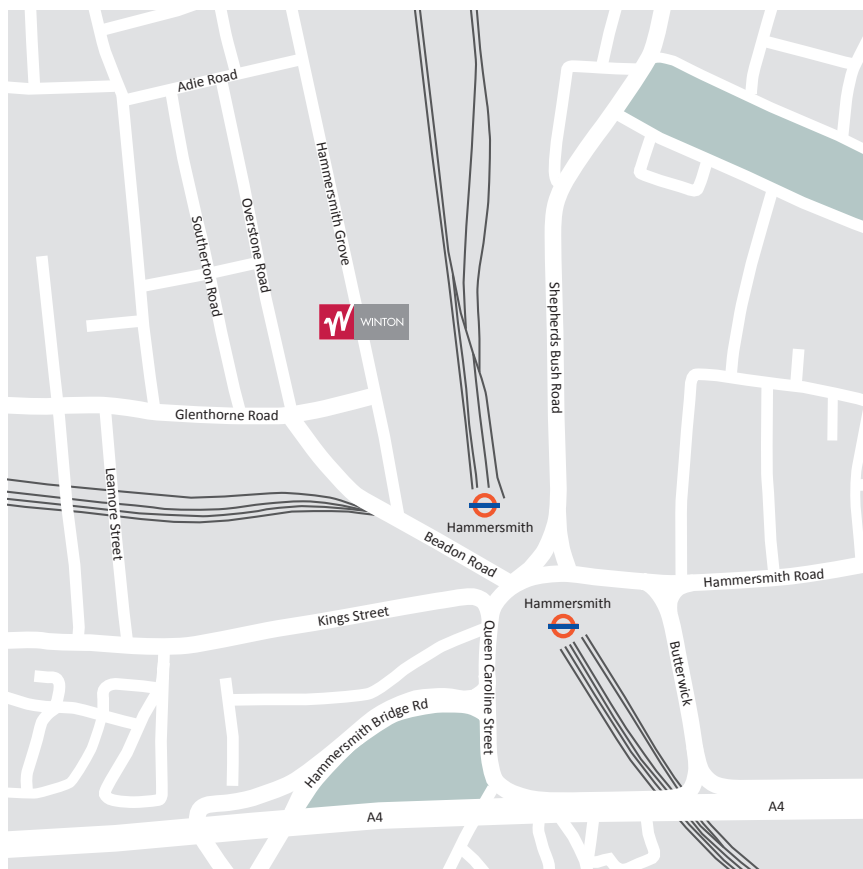 Adie Road
Hammersmith Grove
Overstone Road
Southerton Road
Shepherds Bush Road
W WINTON
Glenthorne Road
Leamore Street
Hammersmith
Beadon Road
Hammersmith Road
Hammersmith
Kings Street
Queen Caroline Street
Butterwick
Hammersmith Bridge Rd
A4
A4